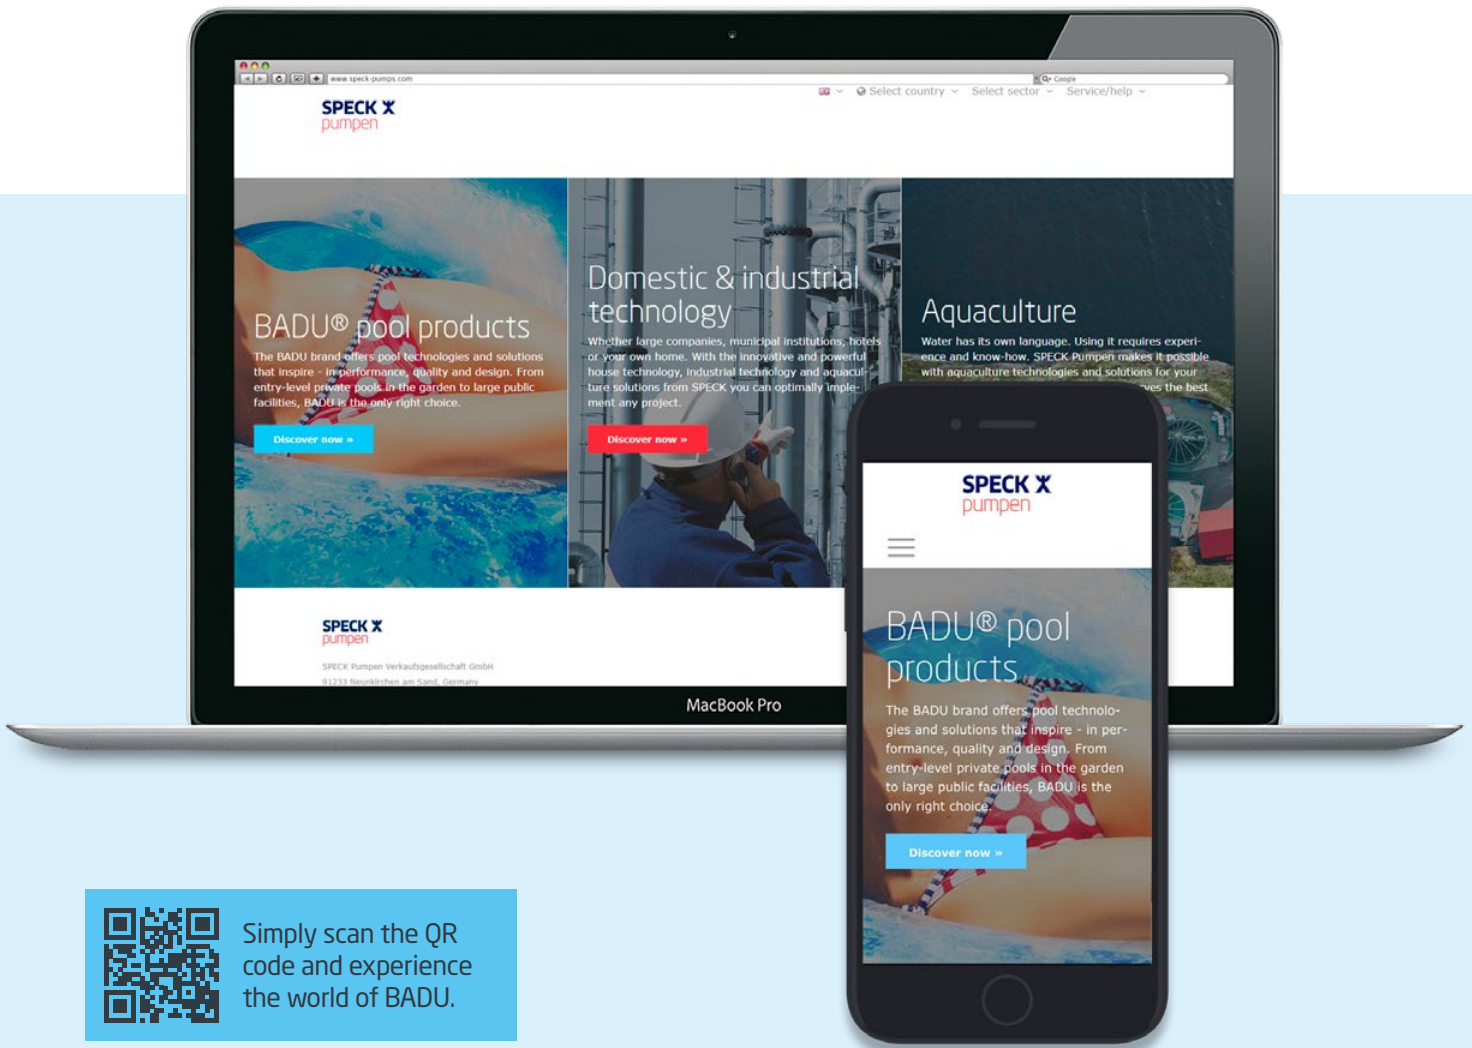 www.speck-pumps.com
Google
Select country
Select sector
Service/help
SPECK
pumpen
BADU® pool products
The BADU brand offers pool technologies and solutions
that inspire - in performance, quality and design. From
entry-level private pools in the garden to large public
facilities, BADU is the only right choice.
Discover now »
Domestic & industrial
technology
Whether large companies, municipal institutions, hotels
or your own home. With the innovative and powerful
house technology, industrial technology and aquacul-
ture solutions from SPECK you can optimally imple-
ment any project.
Discover now »
Aquaculture
Water has its own language. Using it requires experi-
ence and know-how. SPECK Pumpen makes it possible
with aquaculture technologies and solutions for your
the best
SPECK
pumpen
SPECK Pumpen Verkaufsgesellschaft GmbH
91233 Neunkirchen am Sand, Germany
MacBook Pro
SPECK
pumpen
BADU® pool
products
The BADU brand offers pool technolo-
gies and solutions that inspire - in per-
formance, quality and design. From
entry-level private pools in the garden
to large public facilities, BADU is the
only right choice.
Discover now »
Simply scan the QR
code and experience
the world of BADU.